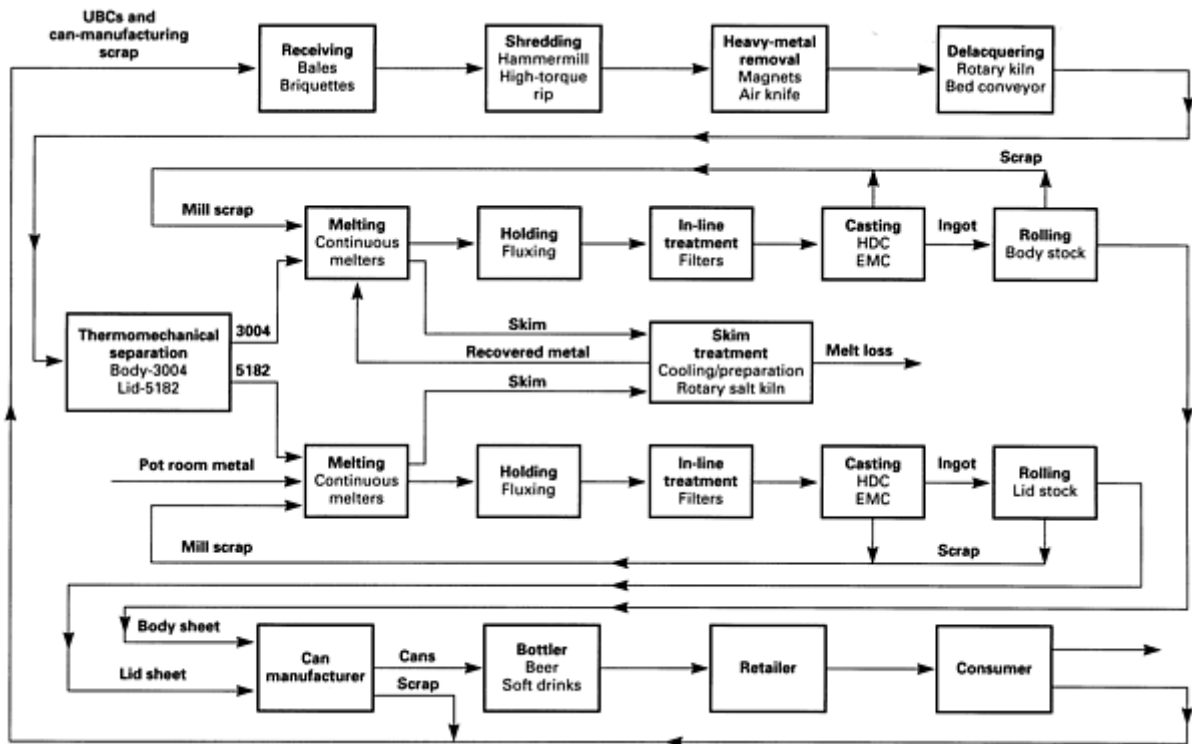 UBCs and
can-manufacturing
scrap
Receiving
Bales
Briquettes
Shredding
Hammermill
High-torque
rip
Heavy-metal
removal
Magnets
Air knife
Delacquering
Rotary kiln
Bed conveyor
Scrap
Mill scrap
Melting
Continuous
melters
Holding
Fluxing
In-line
treatment
Filters
Casting
HDC
EMC
Ingot
Rolling
Body stock
Thermomechanical
separation
Body-3004
Lid-5182
3004
5182
Skim
Recovered metal
Skim
Skim
treatment
Cooling/preparation
Rotary salt kiln
Melt loss
Pot room metal
Melting
Continuous
melters
Holding
Fluxing
In-line
treatment
Filters
Casting
HDC
EMC
Ingot
Rolling
Lid stock
Mill scrap
Scrap
Body sheet
Lid sheet
Can
manufacturer
Cans
Scrap
Bottler
Beer
Soft drinks
Retailer
Consumer